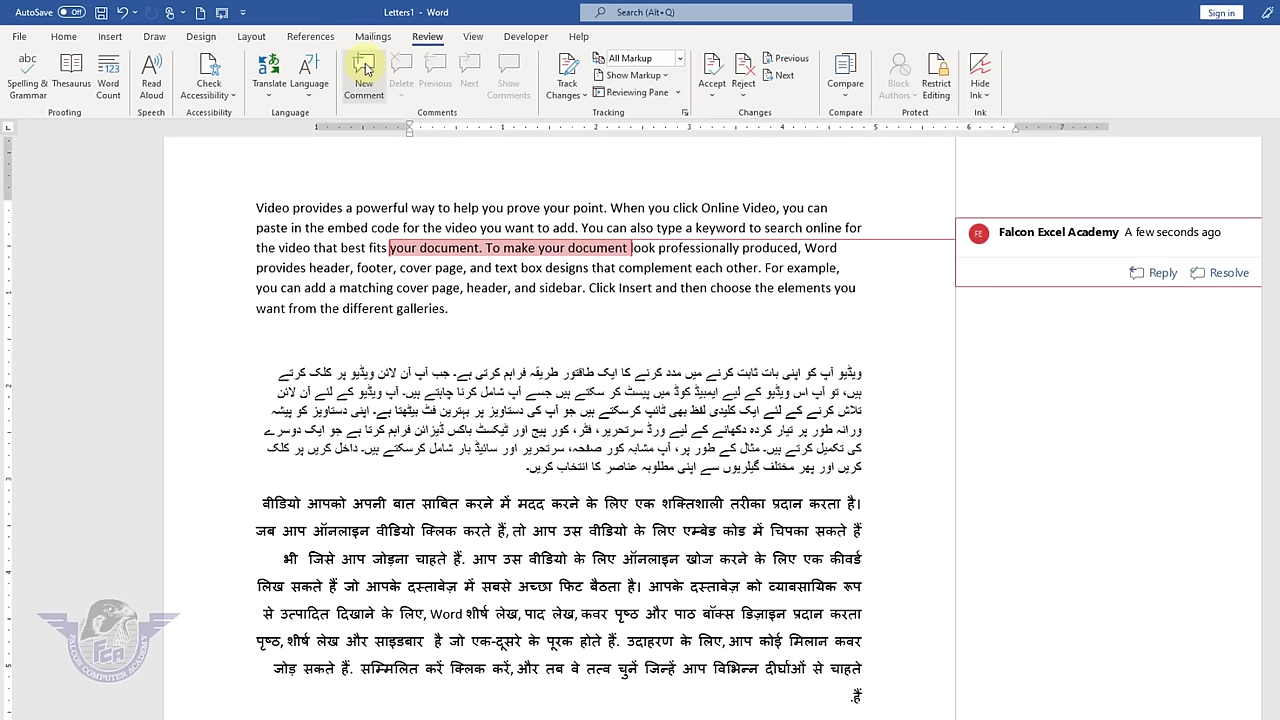 AutoSave Off
Letters1 - Word
Search (Alt+Q)
Sign in
File Home Insert Draw Design Layout References Mailings Review View Developer Help
Spelling & Grammar
Thesaurus
Word Count
Read Aloud
Check Accessibility
Translate
Language
New Comment
Delete
Previous
Next
Show Comments
Track Changes
All Markup
Show Markup
Reviewing Pane
Accept
Reject
Previous
Next
Compare
Block Authors
Restrict Editing
Hide Ink
Proofing Speech Accessibility Language Comments Tracking Changes Compare Protect Ink
1 1 2 3 4 5 6 7
Video provides a powerful way to help you prove your point. When you click Online Video, you can
paste in the embed code for the video you want to add. You can also type a keyword to search online for
the video that best fits your document. To make your document look professionally produced, Word
provides header, footer, cover page, and text box designs that complement each other. For example,
you can add a matching cover page, header, and sidebar. Click Insert and then choose the elements you
want from the different galleries.
FE
Falcon Excel Academy A few seconds ago
Reply Resolve
ویڈیو آپ کو اپنی بات ثابت کرنے میں مدد کرنے کا ایک طاقتور طریقہ فراہم کرتی ہے۔ جب آپ آن لائن ویڈیو پر کلک کرتے
ہیں، تو آپ اس ویڈیو کے لیے ایمبیڈ کوڈ میں پیسٹ کر سکتے ہیں جسے آپ شامل کرنا چاہتے ہیں۔ آپ ویڈیو کے لئے آن لائن
تلاش کرنے کے لئے ایک کلیدی لفظ بھی ٹائپ کرسکتے ہیں جو آپ کی دستاویز پر بہترین فٹ بیٹھتا ہے۔ اپنی دستاویز کو پیشہ
ورانہ طور پر تیار کردہ دکھانے کے لیے ورڈ سرتحریر، فٹر، کور پیج اور ٹیکسٹ باکس ڈیزائن فراہم کرتا ہے جو ایک دوسرے
کی تکمیل کرتے ہیں۔ مثال کے طور پر، آپ مشابہ کور صفحہ، سرتحریر اور سائیڈ بار شامل کرسکتے ہیں۔ داخل کریں پر کلک
کریں اور پھر مختلف گیلریوں سے اپنی مطلوبہ عناصر کا انتخاب کریں۔
वीडियो आपको अपनी बात साबित करने में मदद करने के लिए एक शक्तिशाली तरीका प्रदान करता है।
जब आप ऑनलाइन वीडियो क्लिक करते हैं, तो आप उस वीडियो के लिए एम्बेड कोड में चिपका सकते हैं
भी जिसे आप जोड़ना चाहते हैं. आप उस वीडियो के लिए ऑनलाइन खोज करने के लिए एक कीवर्ड
लिख सकते हैं जो आपके दस्तावेज़ में सबसे अच्छा फिट बैठता है। आपके दस्तावेज़ को व्यावसायिक रूप
से उत्पादित दिखाने के लिए, Word शीर्ष लेख, पाद लेख, कवर पृष्ठ और पाठ बॉक्स डिज़ाइन प्रदान करता
पृष्ठ, शीर्ष लेख और साइडबार है जो एक-दूसरे के पूरक होते हैं. उदाहरण के लिए, आप कोई मिलान कवर
जोड़ सकते हैं. सम्मिलित करें क्लिक करें, और तब वे तत्व चुनें जिन्हें आप विभिन्न दीर्घाओं से चाहते
.हैं
FCA
FALCON COMPUTER ACADEMY